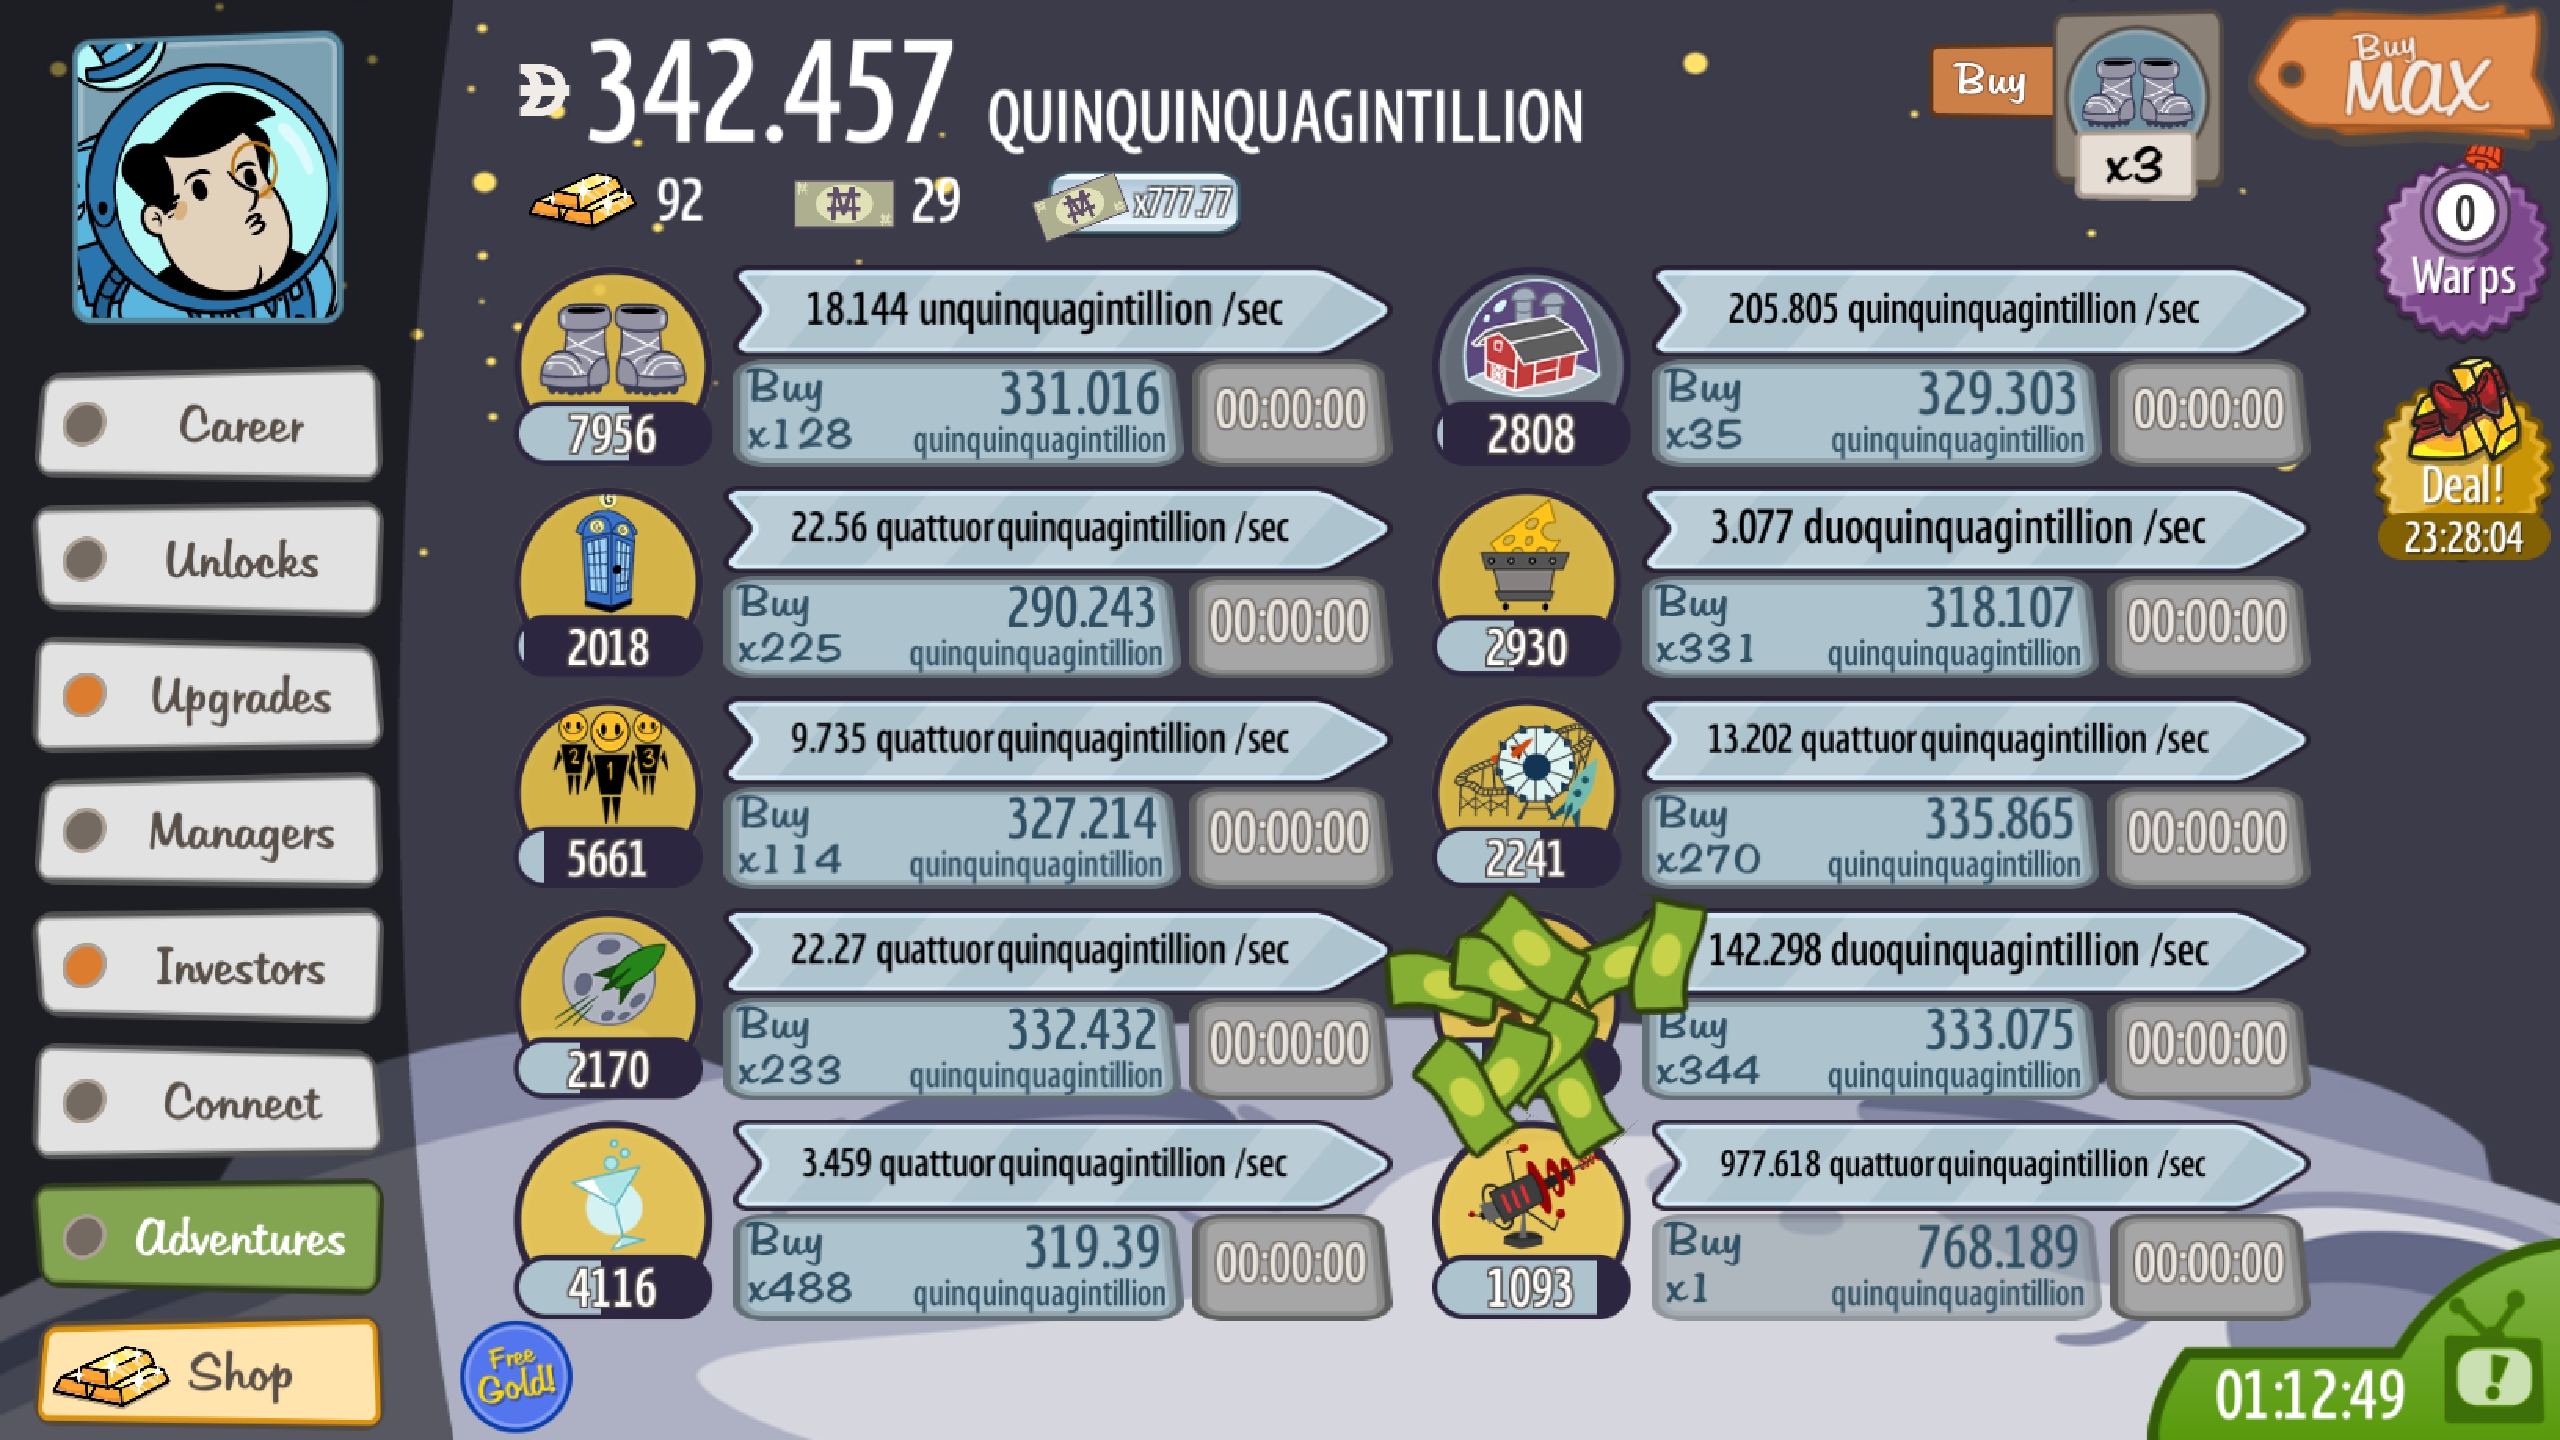 342.457 QUINQUINQUAGINTILLION
Buy
x3
Buy
MAX
92
29
x777.77
0
Warps
Deal!
23:28:04
Career
Unlocks
Upgrades
Managers
Investors
Connect
Adventures
Shop
18.144 unquinquagintillion /sec
7956
Buy
x128
331.016
quinquinquagintillion
00:00:00
205.805 quinquinquagintillion /sec
2808
Buy
x35
329.303
quinquinquagintillion
00:00:00
22.56 quattuorquinquagintillion /sec
G
2018
Buy
x225
290.243
quinquinquagintillion
00:00:00
3.077 duoquinquagintillion /sec
2930
Buy
x331
318.107
quinquinquagintillion
00:00:00
9.735 quattuorquinquagintillion /sec
2 1 3
5661
Buy
x114
327.214
quinquinquagintillion
00:00:00
13.202 quattuorquinquagintillion /sec
2241
Buy
x270
335.865
quinquinquagintillion
00:00:00
22.27 quattuorquinquagintillion /sec
2170
Buy
x233
332.432
quinquinquagintillion
00:00:00
142.298 duoquinquagintillion /sec
Buy
x344
333.075
quinquinquagintillion
00:00:00
3.459 quattuorquinquagintillion /sec
4116
Buy
x488
319.39
quinquinquagintillion
00:00:00
977.618 quattuorquinquagintillion /sec
1093
Buy
x1
768.189
quinquinquagintillion
00:00:00
Free
Gold!
01:12:49
!